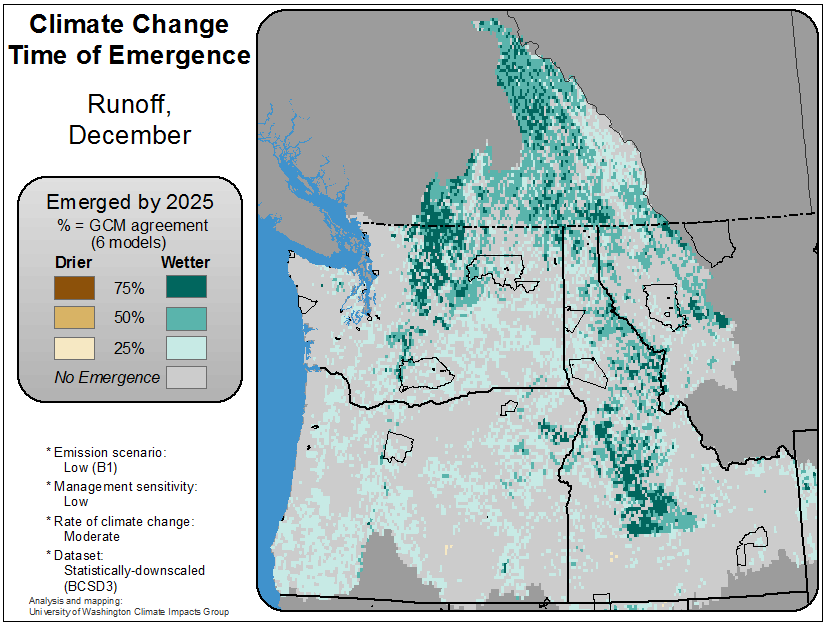 Climate Change
Time of Emergence
Runoff,
December
Emerged by 2025
% = GCM agreement
(6 models)
Drier Wetter
75%
50%
25%
No Emergence
* Emission scenario:
Low (B1)
* Management sensitivity:
Low
* Rate of climate change:
Moderate
* Dataset:
Statistically-downscaled
(BCSD3)
Analysis and mapping:
University of Washington Climate Impacts Group